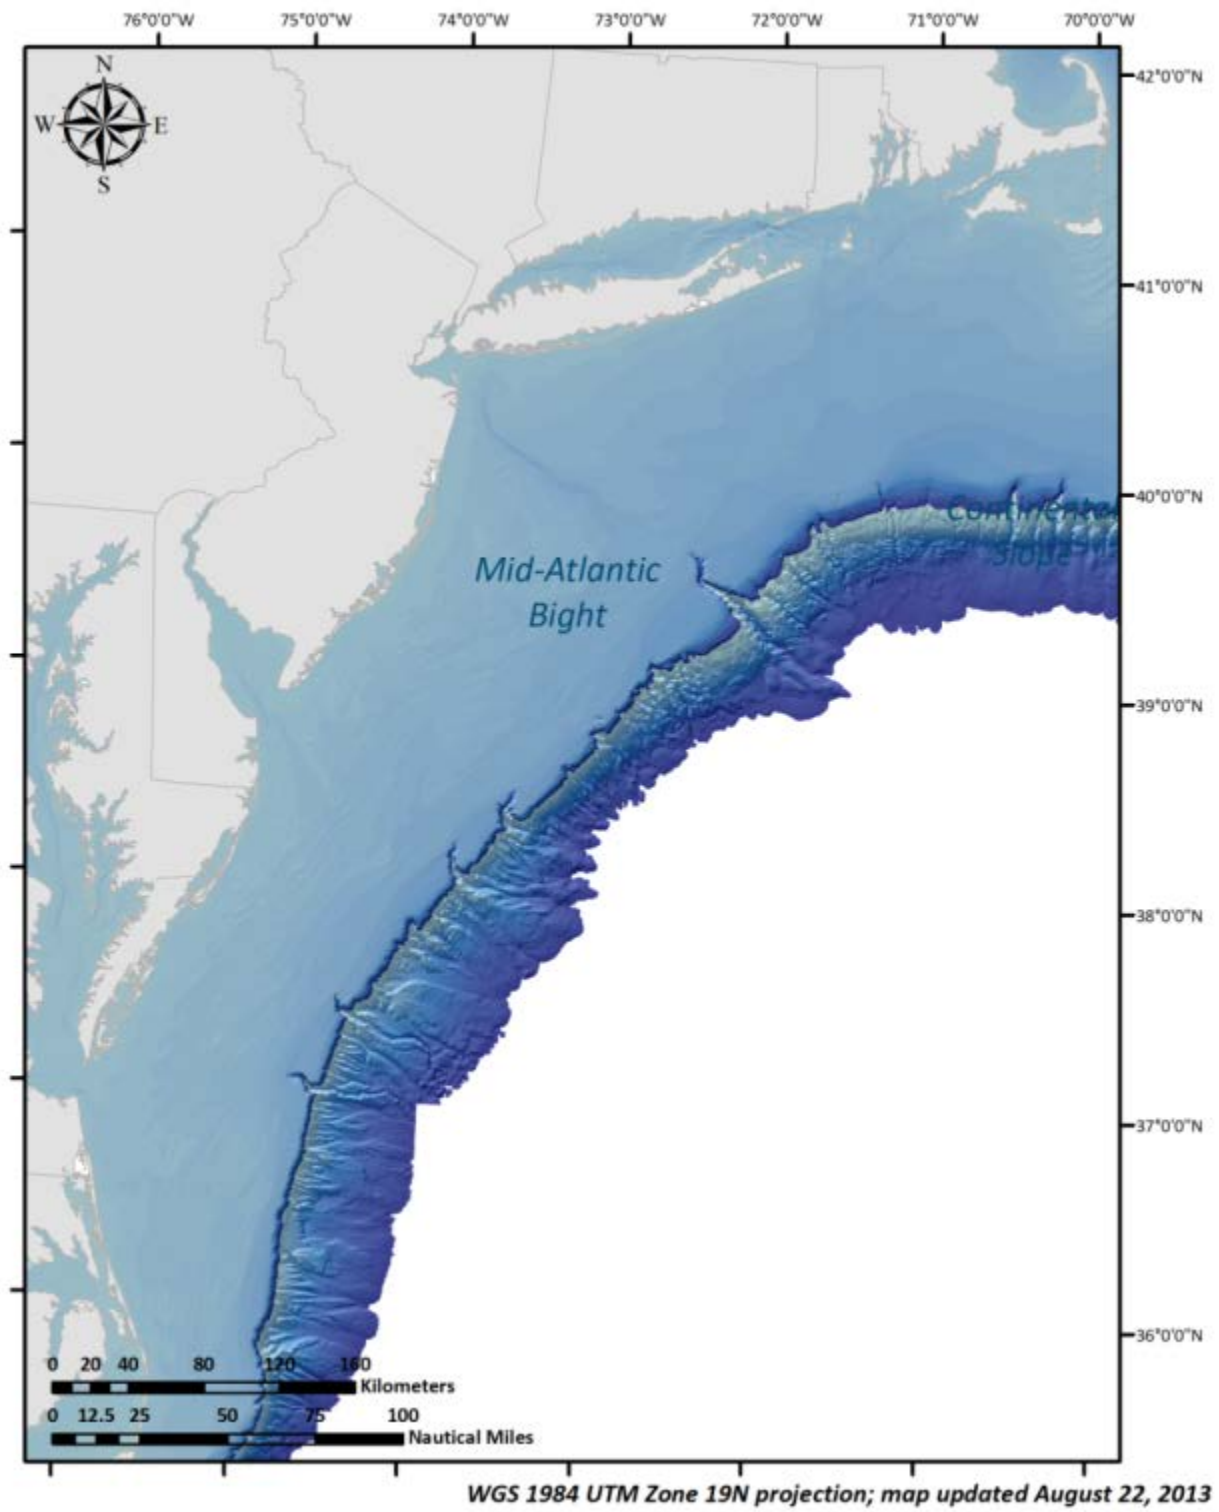 76°0'0"W 75°0'0"W 74°0'0"W 73°0'0"W 72°0'0"W 71°0'0"W 70°0'0"W
N
W E
S
42°0'0"N
41°0'0"N
40°0'0"N
Continental
Slope
Mid-Atlantic
Bight
39°0'0"N
38°0'0"N
37°0'0"N
36°0'0"N
0 20 40 80 120 160
Kilometers
0 12.5 25 50 75 100
Nautical Miles
WGS 1984 UTM Zone 19N projection; map updated August 22, 2013